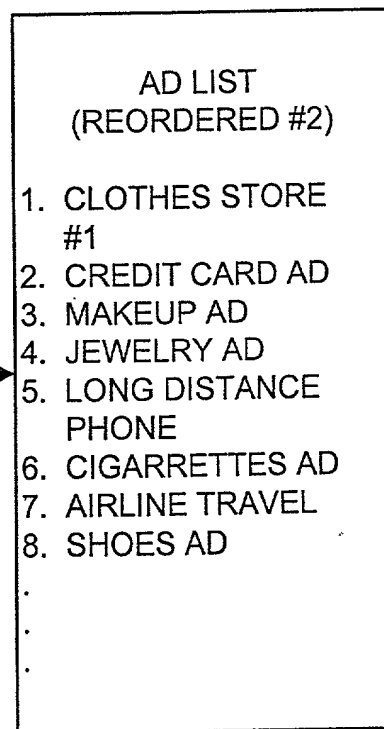 AD LIST
(REORDERED #2)
1. CLOTHES STORE
#1
2. CREDIT CARD AD
3. MAKEUP AD
4. JEWELRY AD
5. LONG DISTANCE
PHONE
6. CIGARRETTES AD
7. AIRLINE TRAVEL
8. SHOES AD
.
.
.